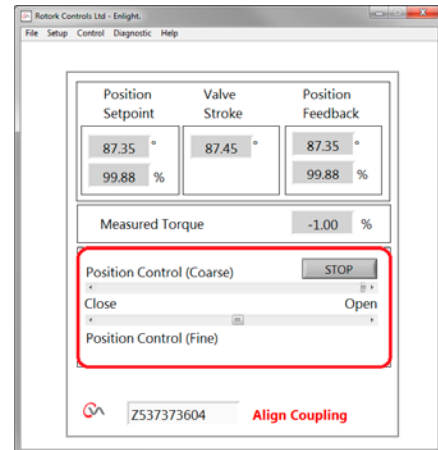 Rotork Controls Ltd - Enlight.
File Setup Control Diagnostic Help
Position Setpoint Valve Stroke Position Feedback
87.35 ° 87.45 ° 87.35 °
99.88 % 99.88 %
Measured Torque -1.00 %
Position Control (Coarse) STOP
Close Open
Position Control (Fine)
Z537373604 Align Coupling